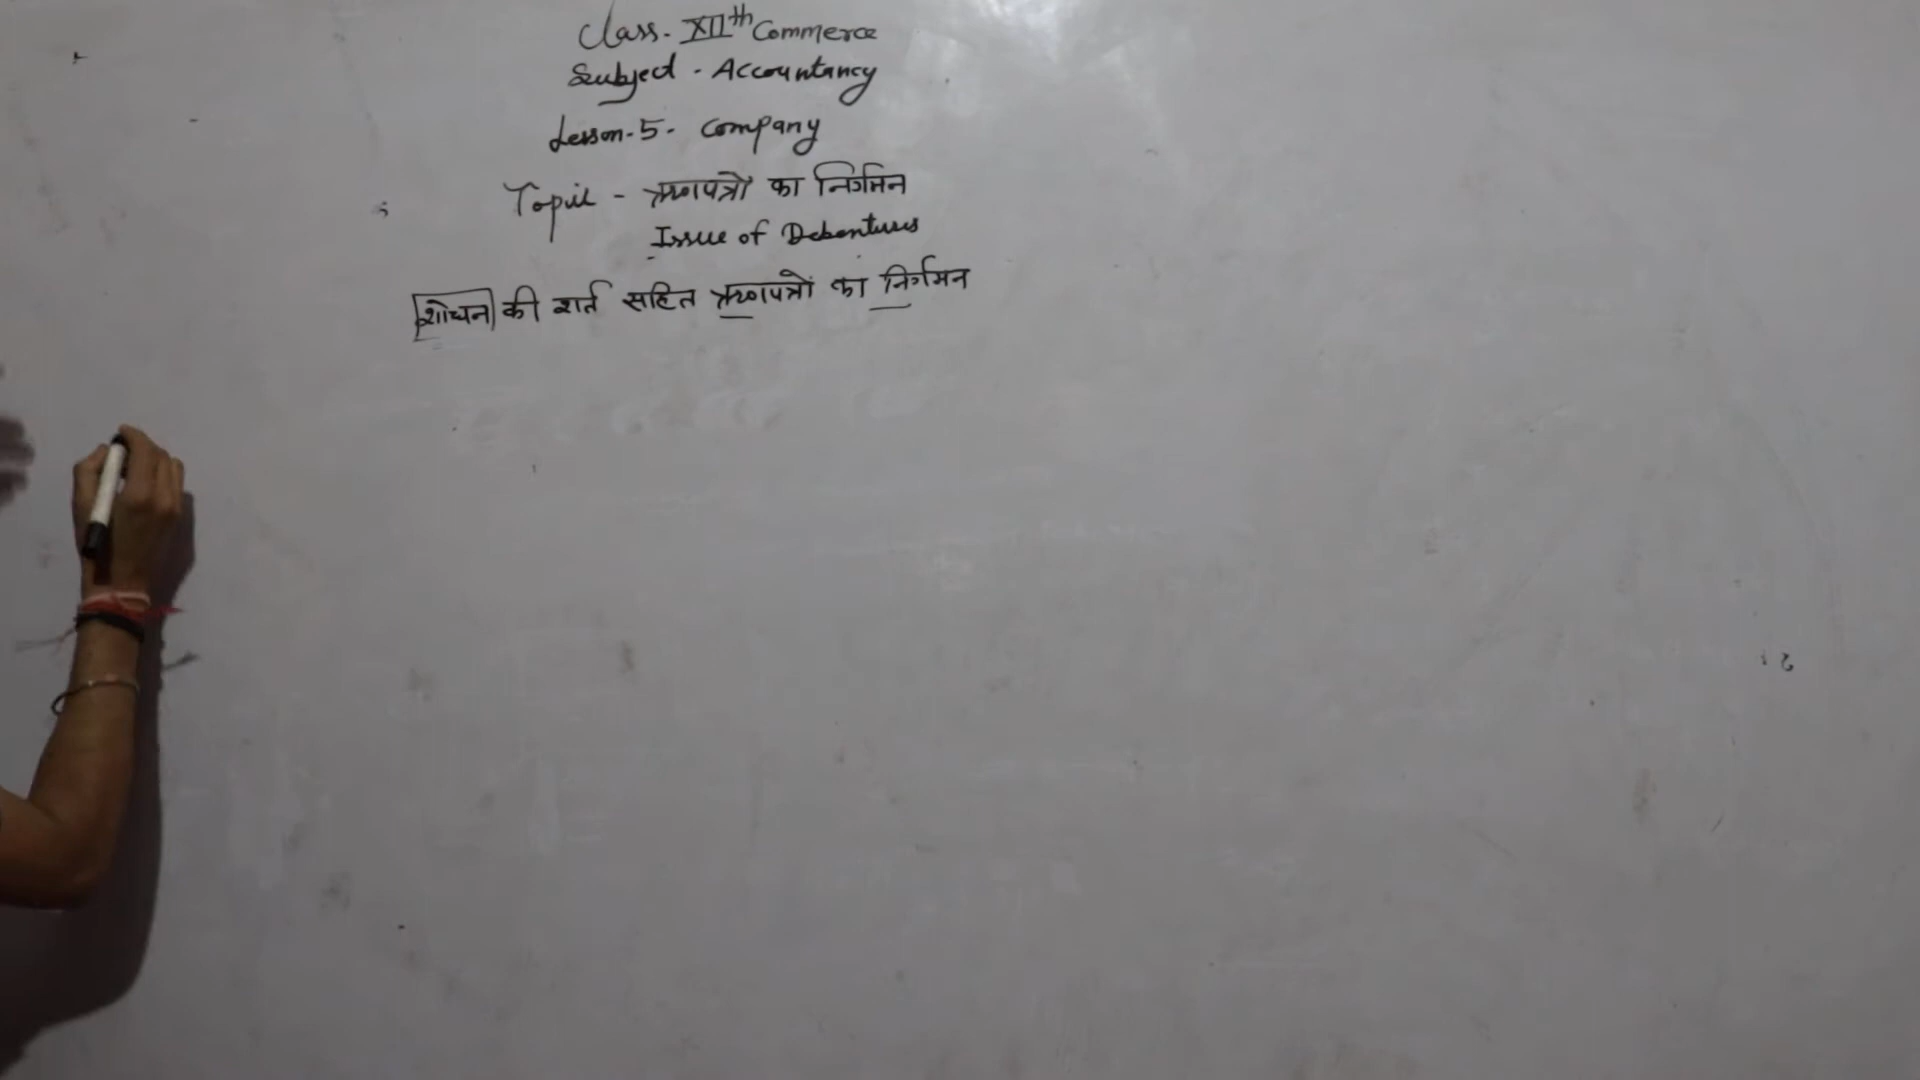 Class - XIIth Commerce
Subject - Accountancy
Lesson - 5 - Company
Topic - ऋणपत्रों का निर्गमन
Issue of Debentures
शोधन की शर्त सहित ऋणपत्रों का निर्गमन